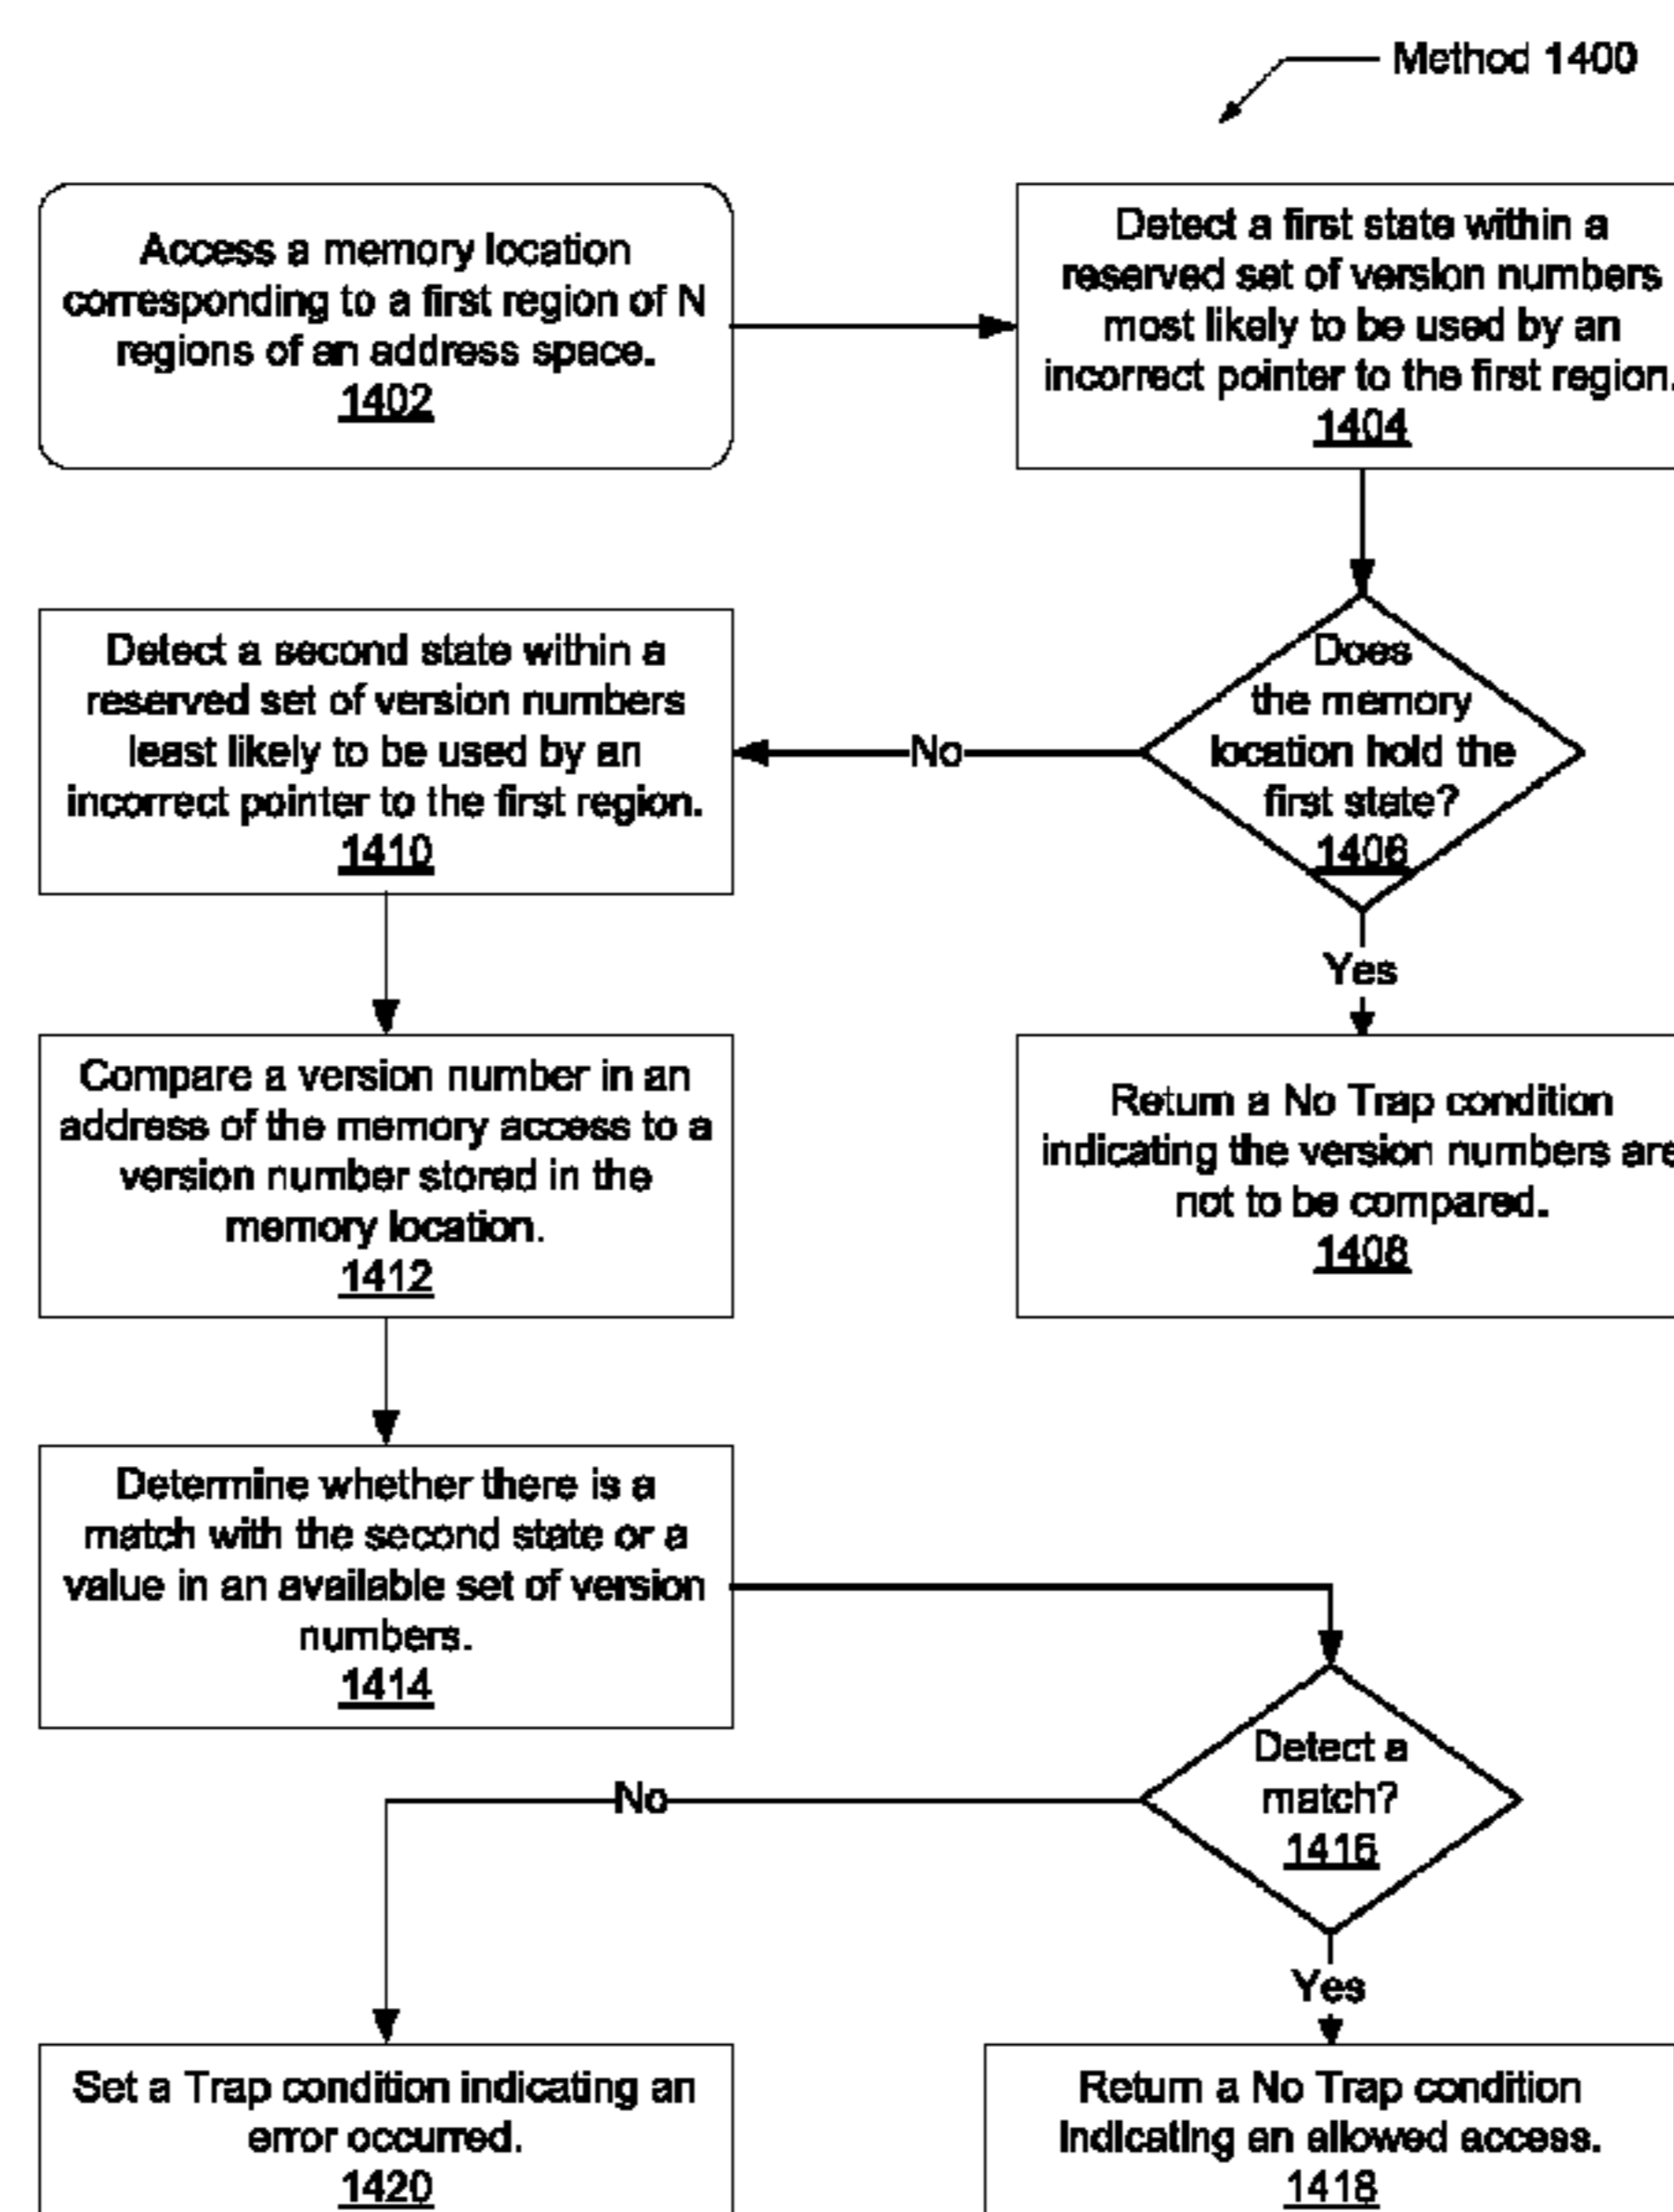 Method 1400
Access a memory location
corresponding to a first region of N
regions of an address space.
1402
Detect a first state within a
reserved set of version numbers
most likely to be used by an
incorrect pointer to the first region.
1404
Does
the memory
location hold the
first state?
1406
No
Yes
Detect a second state within a
reserved set of version numbers
least likely to be used by an
incorrect pointer to the first region.
1410
Return a No Trap condition
indicating the version numbers are
not to be compared.
1408
Compare a version number in an
address of the memory access to a
version number stored in the
memory location.
1412
Determine whether there is a
match with the second state or a
value in an available set of version
numbers.
1414
Detect a
match?
1416
No
Yes
Set a Trap condition indicating an
error occurred.
1420
Return a No Trap condition
indicating an allowed access.
1418